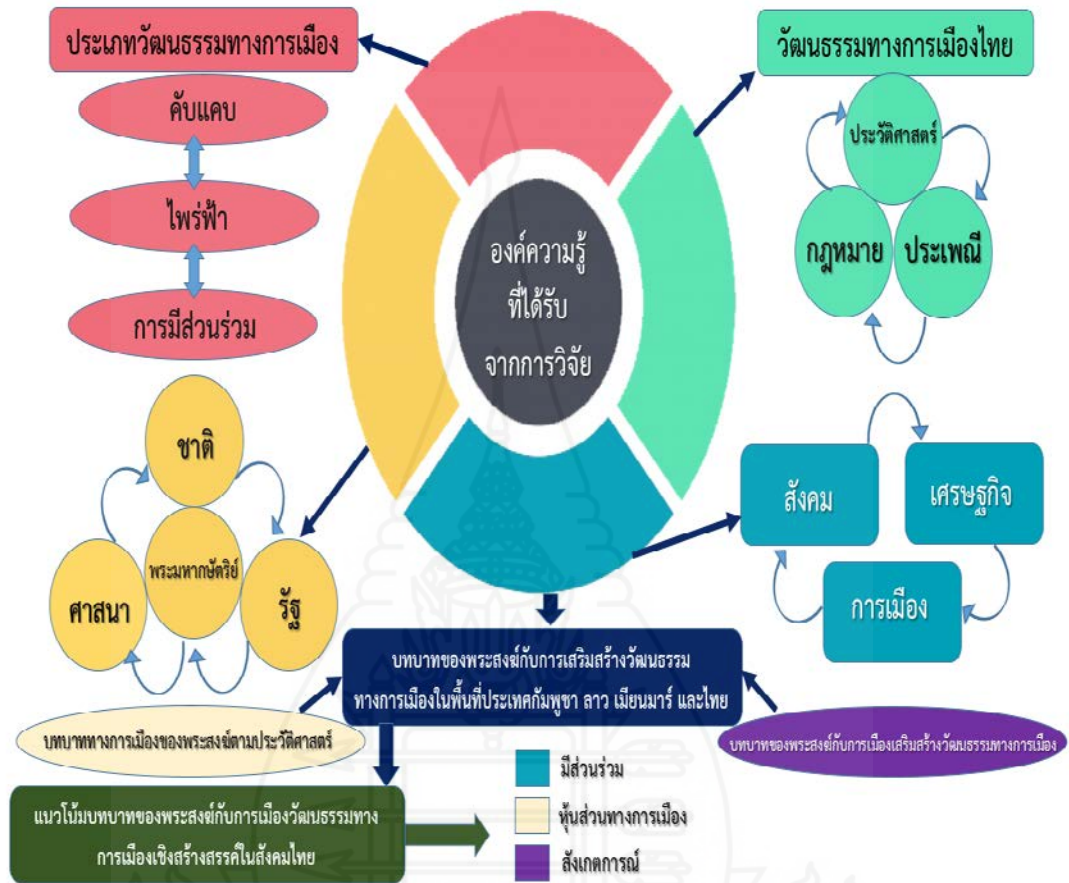 ประเภทวัฒนธรรมทางการเมือง
คับแคบ
ไพร่ฟ้า
การมีส่วนร่วม
วัฒนธรรมทางการเมืองไทย
ประวัติศาสตร์
กฎหมาย
ประเพณี
องค์ความรู้
ที่ได้รับ
จากการวิจัย
ชาติ
พระมหากษัตริย์
ศาสนา
รัฐ
สังคม
เศรษฐกิจ
การเมือง
บทบาทของพระสงฆ์กับการเสริมสร้างวัฒนธรรม
ทางการเมืองในพื้นที่ประเทศกัมพูชา ลาว เมียนมาร์ และไทย
บทบาททางการเมืองของพระสงฆ์ตามประวัติศาสตร์
บทบาทของพระสงฆ์กับการเมืองเสริมสร้างวัฒนธรรมทางการเมือง
แนวโน้มบทบาทของพระสงฆ์กับการเมืองวัฒนธรรมทาง
การเมืองเชิงสร้างสรรค์ในสังคมไทย
มีส่วนร่วม
หุ้นส่วนทางการเมือง
สังเกตการณ์